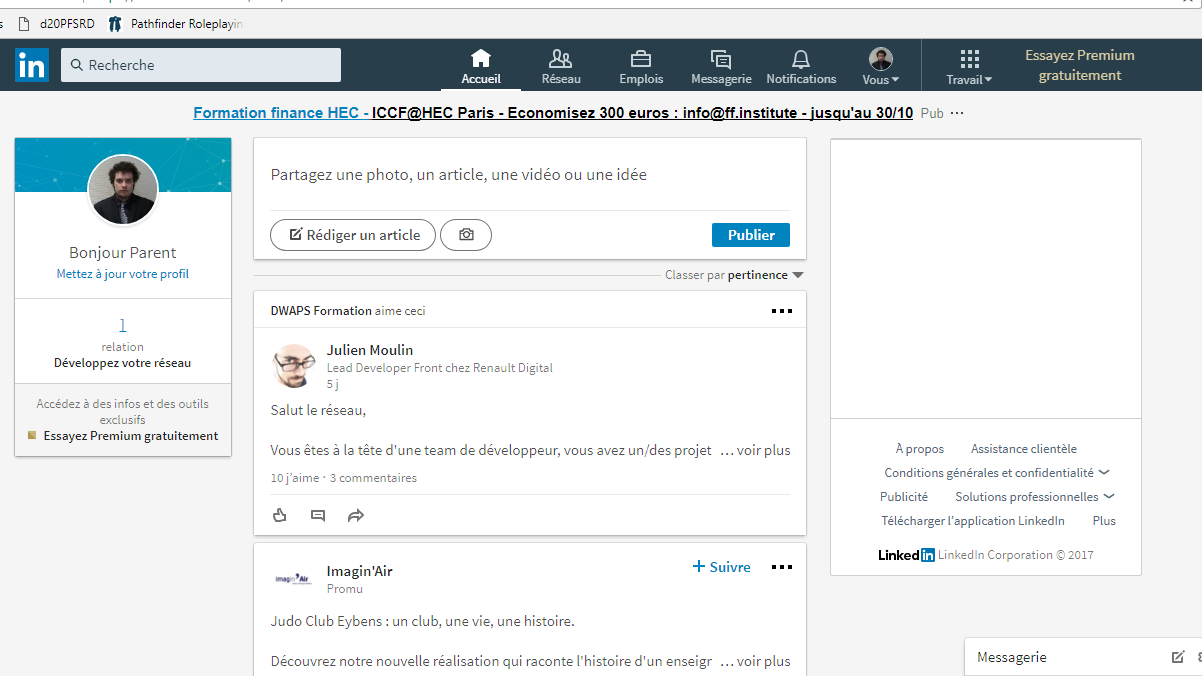 s d20PFSRD Pathfinder Roleplayin
in Recherche
Accueil Réseau Emplois Messagerie Notifications Vous Travail
Essayez Premium
gratuitement
Formation finance HEC - ICCF@HEC Paris - Economisez 300 euros : info@ff.institute - jusqu'au 30/10 Pub ...
Bonjour Parent
Mettez à jour votre profil
1
relation
Développez votre réseau
Accédez à des infos et des outils
exclusifs
Essayez Premium gratuitement
Partagez une photo, un article, une vidéo ou une idée
Rédiger un article
Publier
Classer par pertinence
DWAPS Formation aime ceci
Julien Moulin
Lead Developer Front chez Renault Digital
5 j
Salut le réseau,
Vous êtes à la tête d'une team de développeur, vous avez un/des projet ... voir plus
10 j'aime · 3 commentaires
Imagin'Air
Imagin'Air
Promu
+ Suivre
Judo Club Eybens : un club, une vie, une histoire.
Découvrez notre nouvelle réalisation qui raconte l'histoire d'un enseigr ... voir plus
À propos Assistance clientèle
Conditions générales et confidentialité
Publicité Solutions professionnelles
Télécharger l'application LinkedIn Plus
LinkedIn LinkedIn Corporation © 2017
Messagerie